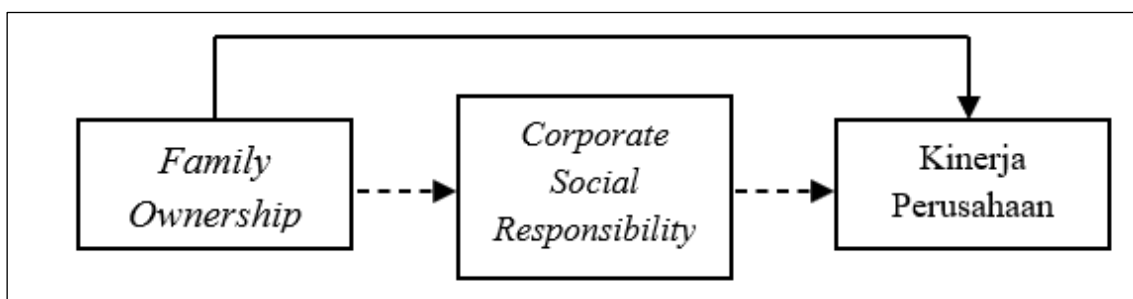 Family
Ownership
Corporate
Social
Responsibility
Kinerja
Perusahaan